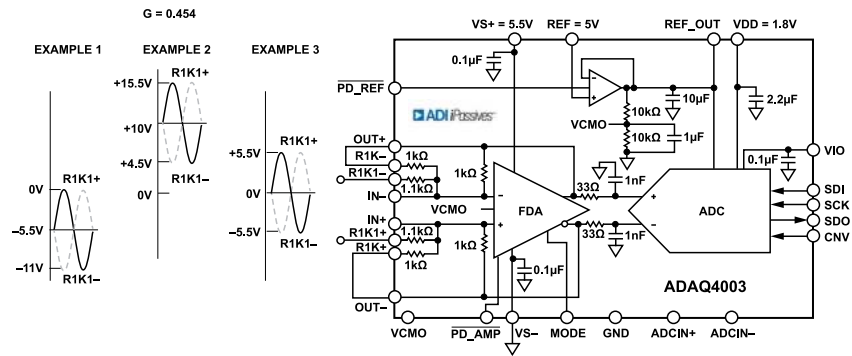 G = 0.454
EXAMPLE 1
EXAMPLE 2
EXAMPLE 3
R1K1+
+15.5V
+10V
+4.5V
R1K1–
0V
R1K1+
0V
–5.5V
–11V
R1K1–
R1K1+
+5.5V
0V
–5.5V
R1K1–
VS+ = 5.5V
REF = 5V
REF_OUT
VDD = 1.8V
0.1µF
PD_REF
ADI iPassives
10kΩ
10µF
2.2µF
VCMO
10kΩ
1µF
OUT+
R1K–
1kΩ
R1K1–
1.1kΩ
IN–
1kΩ
VCMO
IN+
R1K1+
1.1kΩ
R1K+
1kΩ
1kΩ
OUT–
FDA
33Ω
1nF
33Ω
1nF
0.1µF
ADC
0.1µF
VIO
SDI
SCK
SDO
CNV
ADAQ4003
VCMO
PD_AMP
VS–
MODE
GND
ADCIN+
ADCIN–